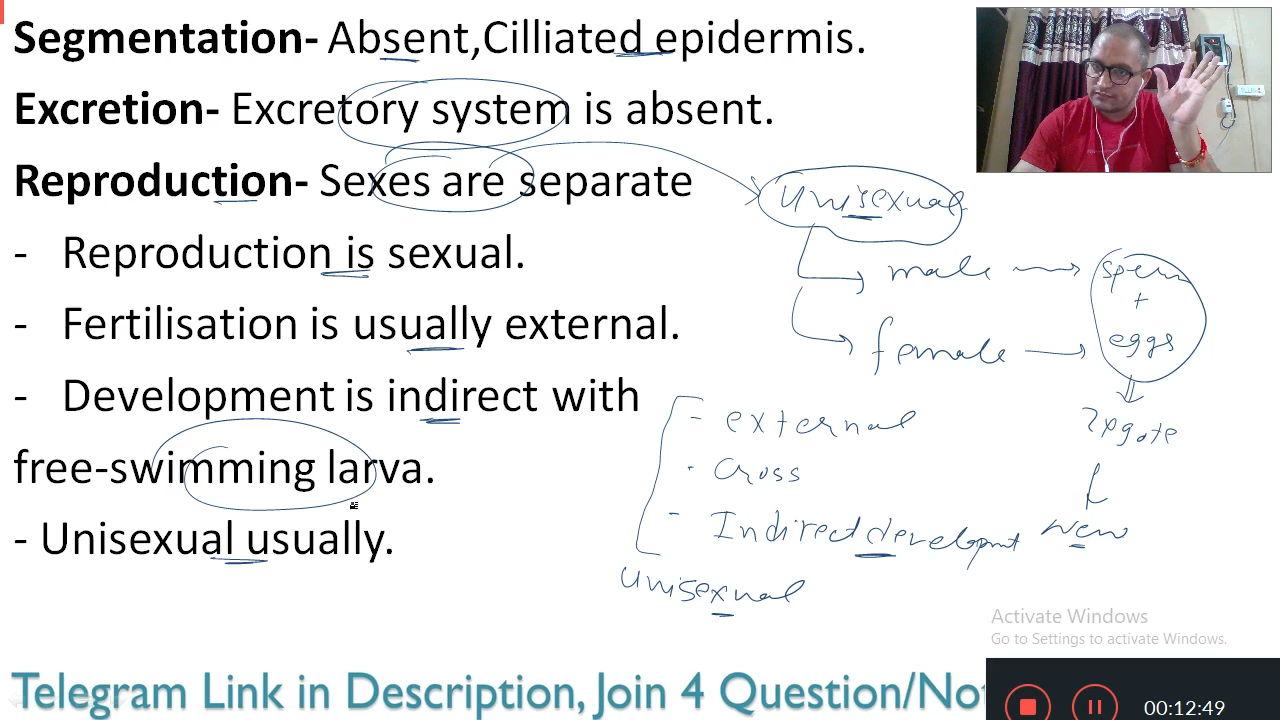 Segmentation- Absent,Cilliated epidermis.
Excretion- Excretory system is absent.
Reproduction- Sexes are separate
- Reproduction is sexual.
- Fertilisation is usually external.
- Development is indirect with
free-swimming larva.
- Unisexual usually.
unisexual
male
sperm
+
female
eggs
- external
· cross
- Indirect development
unisexual
new
Activate Windows
Go to Settings to activate Windows.
Telegram Link in Description, Join 4 Question/Not
00:12:49